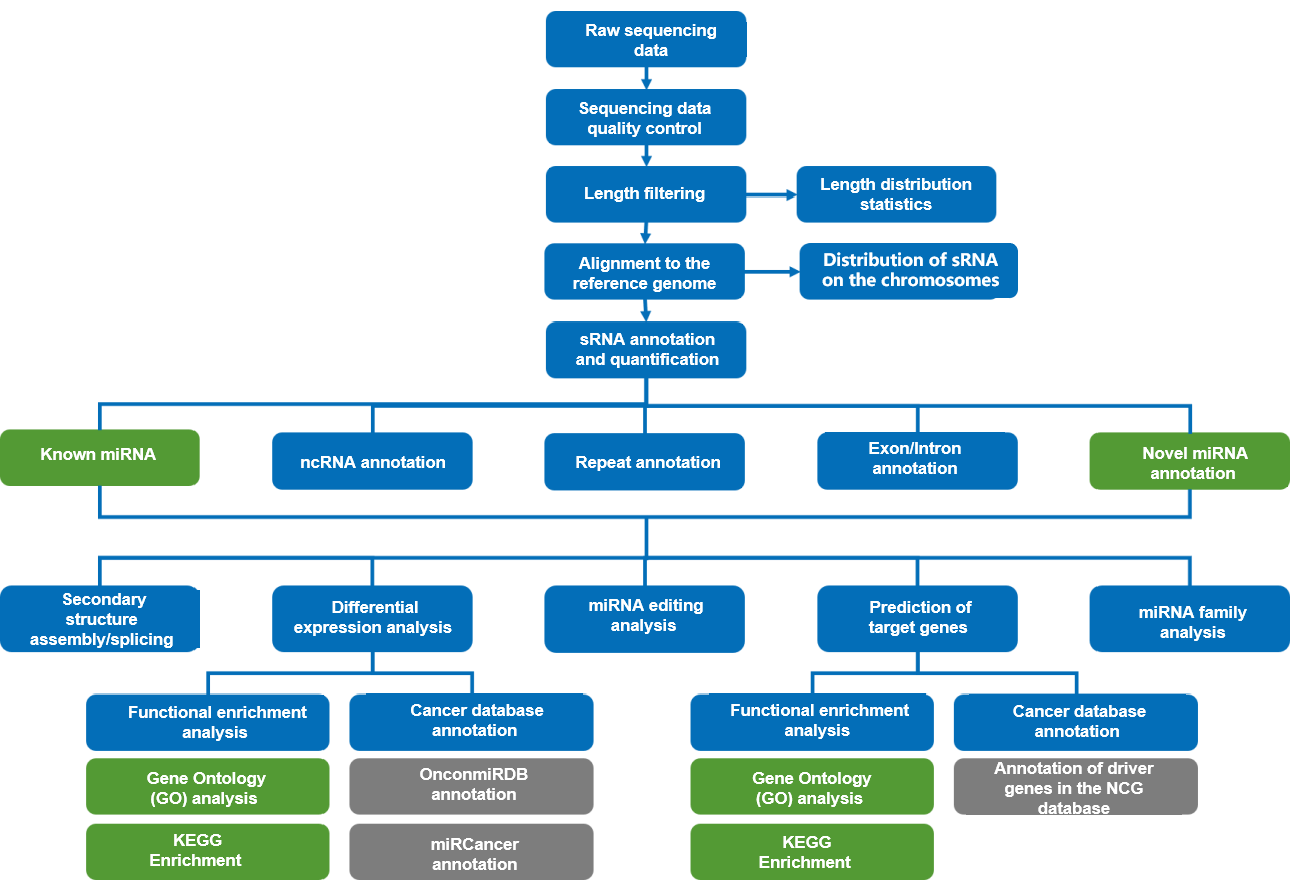 Raw sequencing
data
Sequencing data
quality control
Length filtering
Length distribution
statistics
Alignment to the
reference genome
Distribution of sRNA
on the chromosomes
sRNA annotation
and quantification
Known miRNA
ncRNA annotation
Repeat annotation
Exon/Intron
annotation
Novel miRNA
annotation
Secondary
structure
assembly/splicing
Differential
expression analysis
miRNA editing
analysis
Prediction of
target genes
miRNA family
analysis
Functional enrichment
analysis
Gene Ontology
(GO) analysis
KEGG
Enrichment
Cancer database
annotation
OnconmiRDB
annotation
miRCancer
annotation
Functional enrichment
analysis
Gene Ontology
(GO) analysis
KEGG
Enrichment
Cancer database
annotation
Annotation of driver
genes in the NCG
database